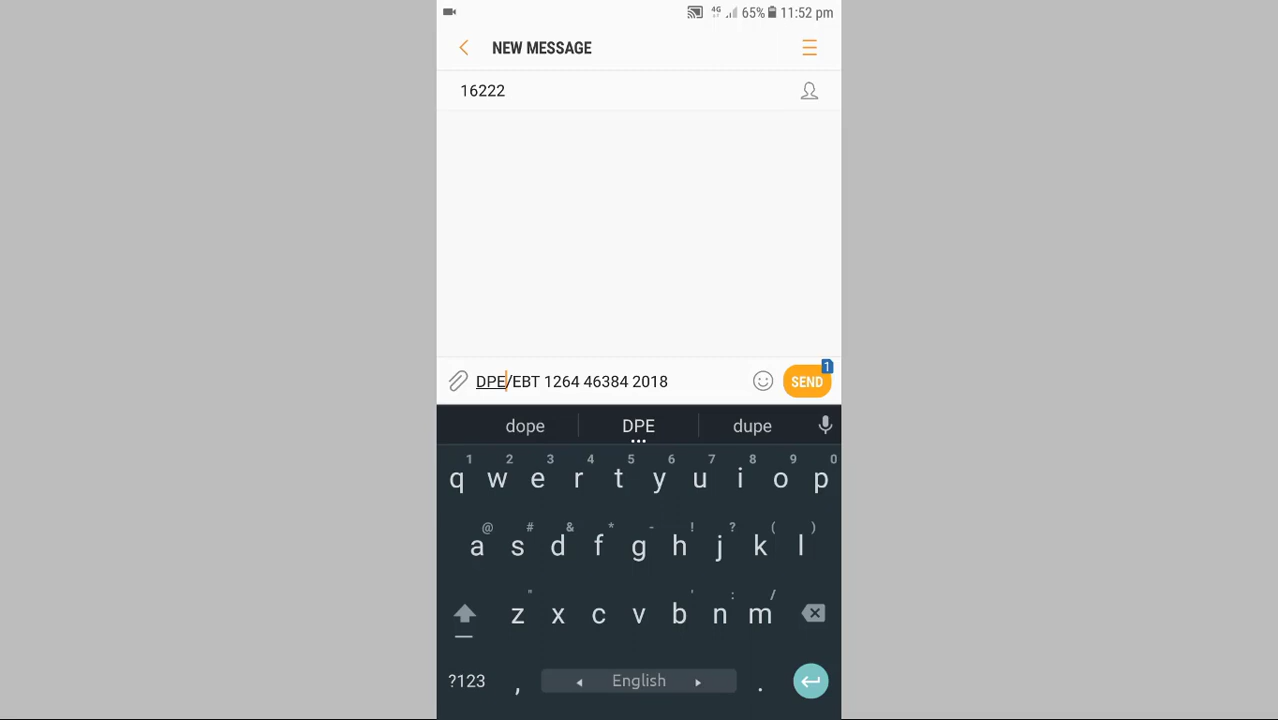 4G 65% 11:52 pm
NEW MESSAGE
16222
DPE/EBT 1264 46384 2018
SEND 1
dope DPE dupe
1 2 3 4 5 6 7 8 9 0
q w e r t y u i o p
@ # & * - ! ? ( )
a s d f g h j k l
" ' : /
z x c v b n m
?123 , English .